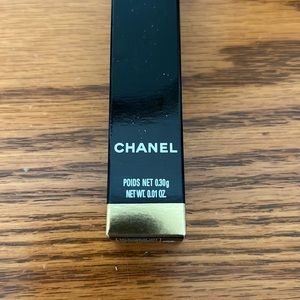 CHANEL
POIDS NET 0.30g
NET WT. 0.01 OZ.